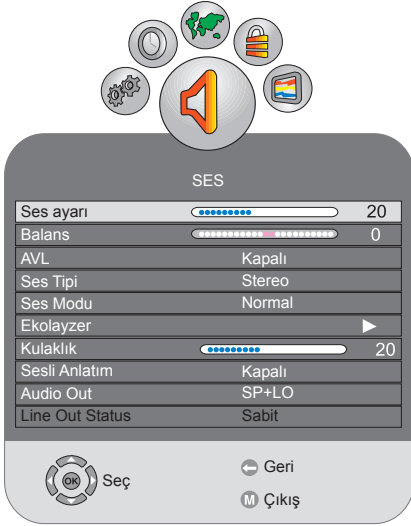 SES
Ses ayarı 20
Balans 0
AVL Kapalı
Ses Tipi Stereo
Ses Modu Normal
Ekolayzer
Kulaklık 20
Sesli Anlatım Kapalı
Audio Out SP+LO
Line Out Status Sabit
OK Seç
Geri
M Çıkış